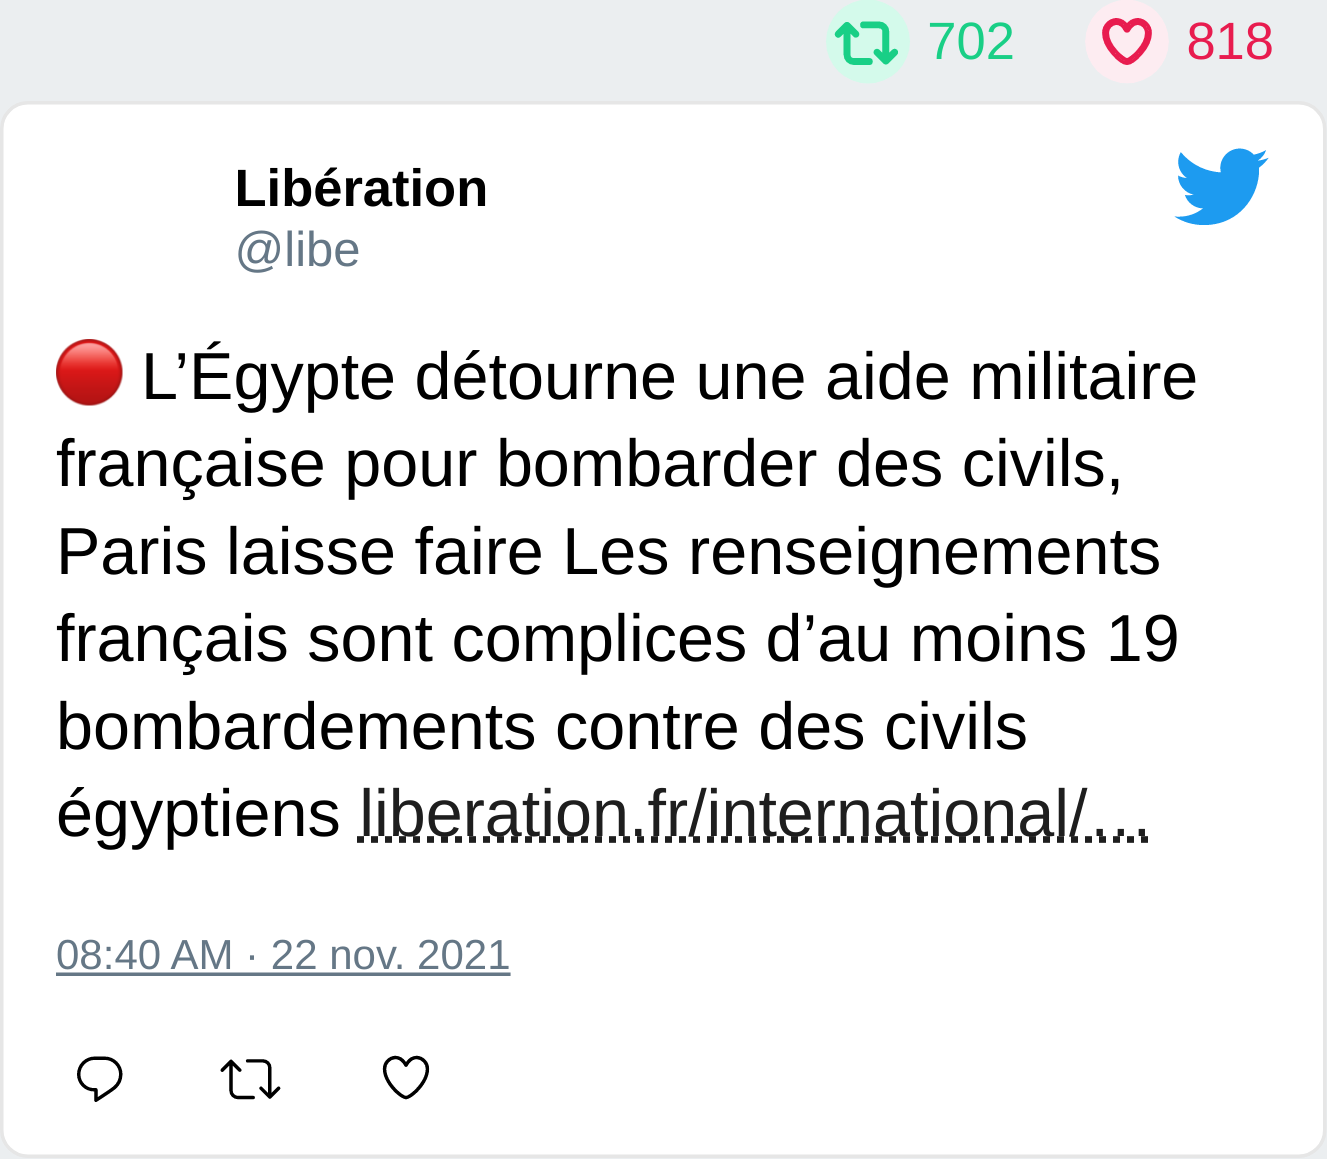 702 818
Libération
@libe
🔴 L’Égypte détourne une aide militaire
française pour bombarder des civils,
Paris laisse faire Les renseignements
français sont complices d’au moins 19
bombardements contre des civils
égyptiens liberation.fr/international/…
08:40 AM · 22 nov. 2021